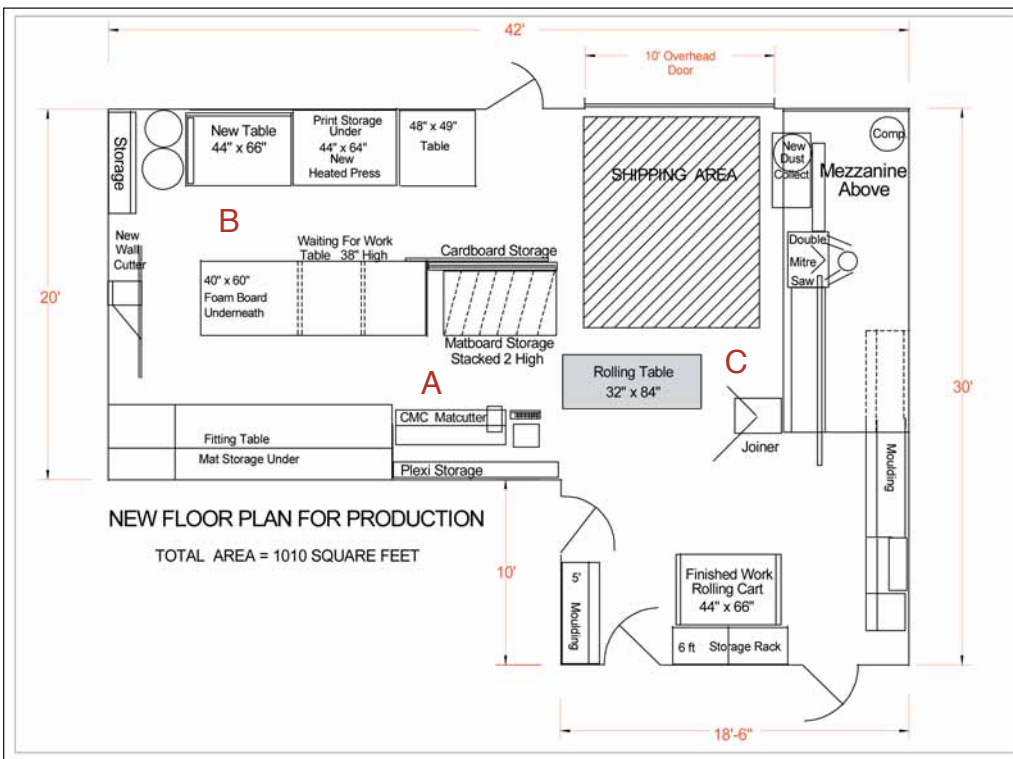 42'
10' Overhead
Door
Storage
New Table
44" x 66"
Print Storage
Under
44" x 64"
New
Heated Press
48" x 49"
Table
SHIPPING AREA
New
Dust
Collect
Comp.
Mezzanine
Above
B
New
Wall
Cutter
Waiting For Work
Table 38" High
Cardboard Storage
Double
Mitre
Saw
20'
40" x 60"
Foam Board
Underneath
Matboard Storage
Stacked 2 High
A
C
Rolling Table
32" x 84"
30'
CMC Matcutter
Joiner
Fitting Table
Mat Storage Under
Plexi Storage
Moulding
NEW FLOOR PLAN FOR PRODUCTION
TOTAL AREA = 1010 SQUARE FEET
10'
5'
Moulding
Finished Work
Rolling Cart
44" x 66"
6 ft Storage Rack
18'-6"